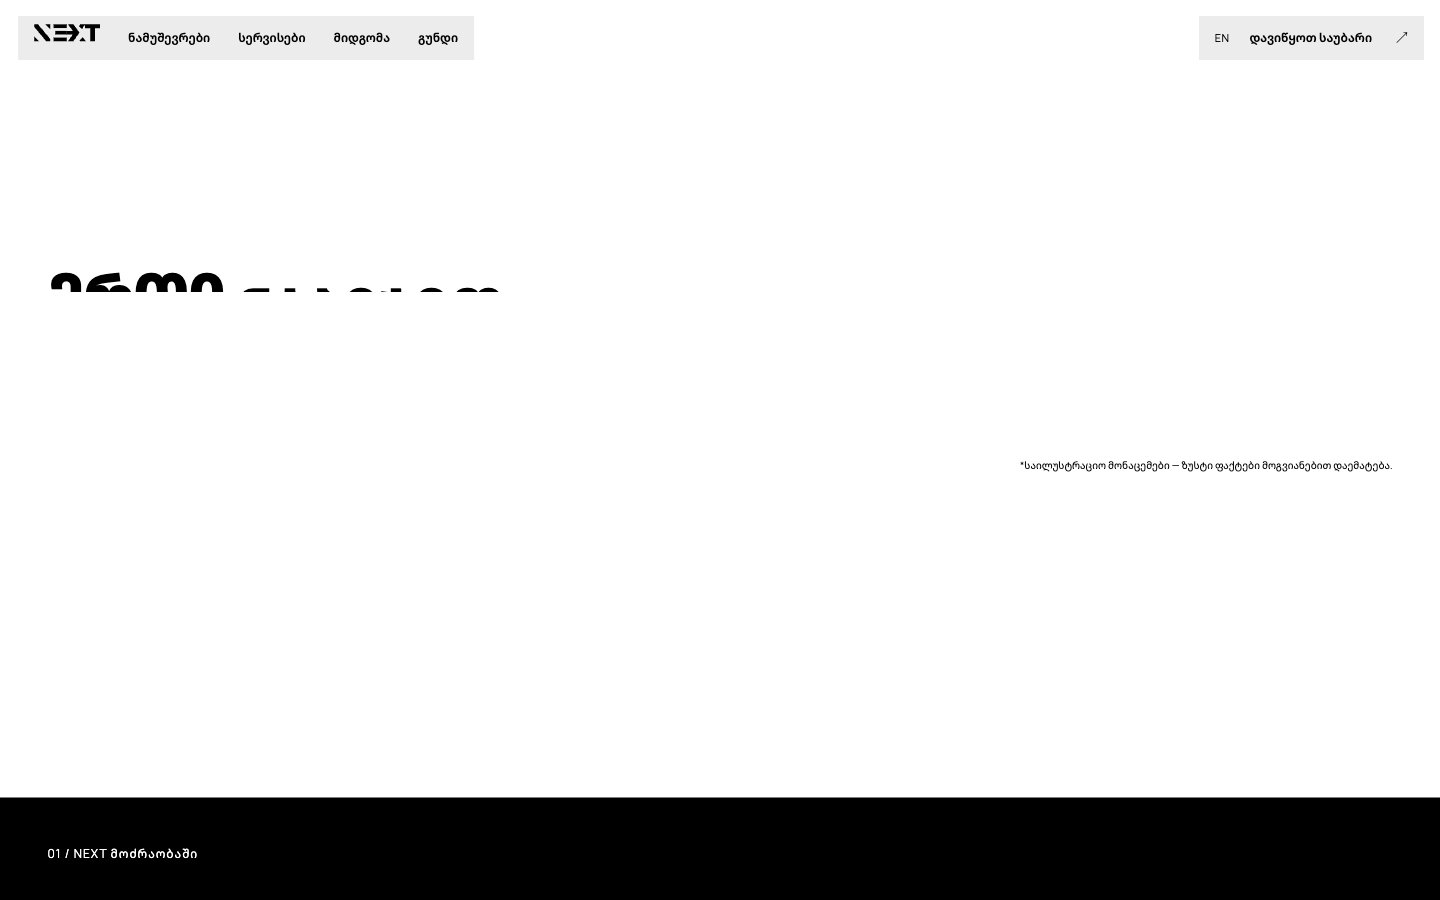 NEXT ნამუშევრები სერვისები მიდგომა გუნდი
EN დავიწყოთ საუბარი ↗
*საილუსტრაციო მონაცემები — ზუსტი ფაქტები მოგვიანებით დაემატება.
01 / NEXT მოძრაობაში